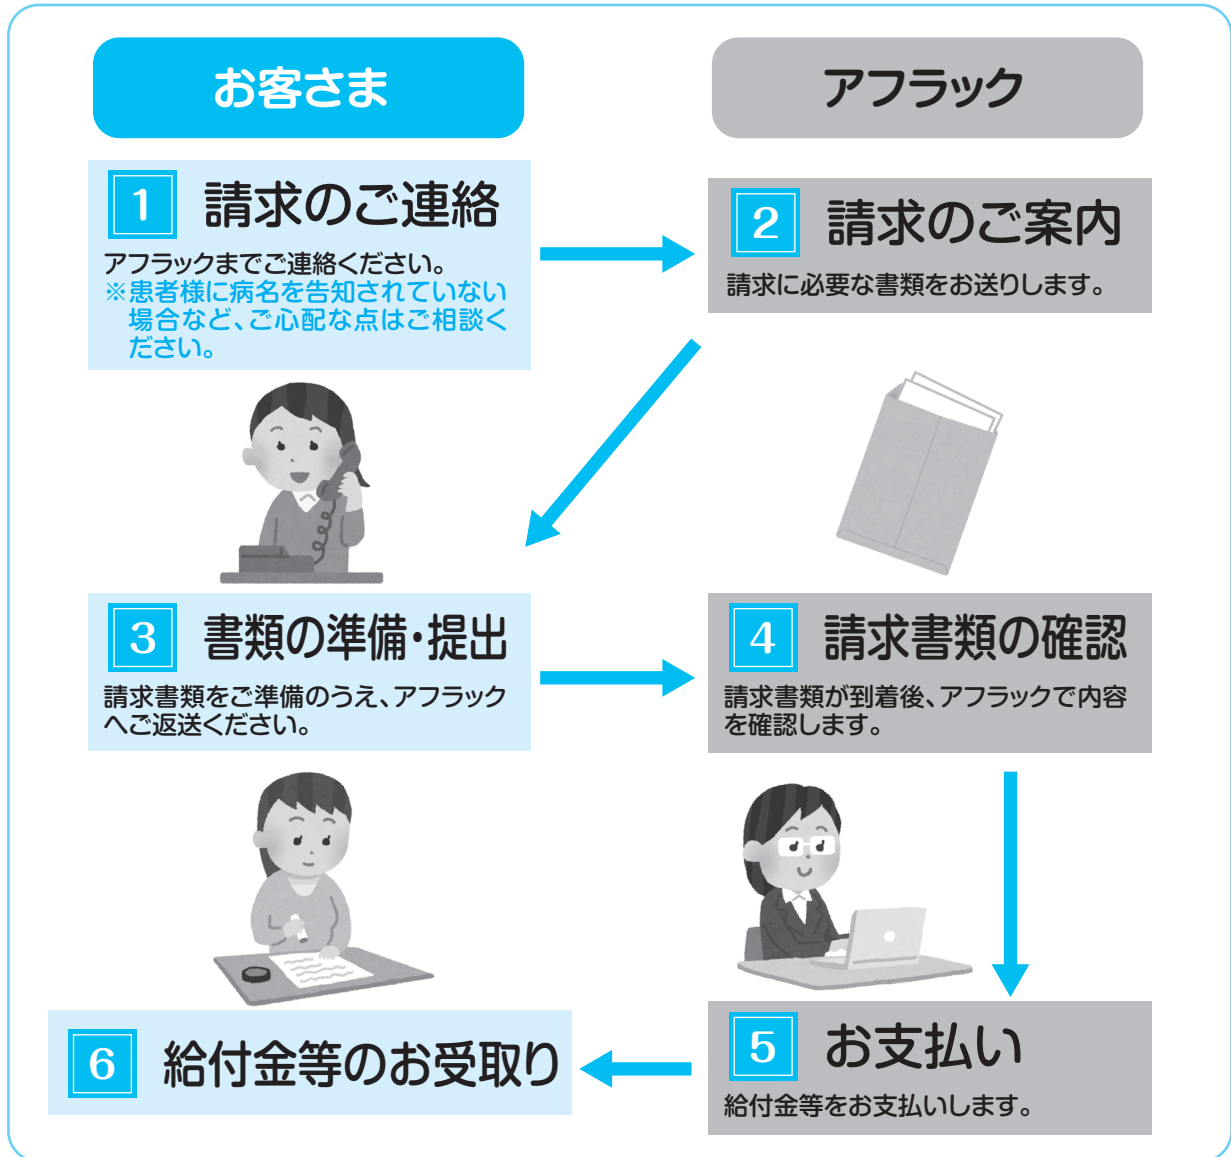 お客さま
アフラック
1 請求のご連絡
アフラックまでご連絡ください。
※患者様に病名を告知されていない
場合など、ご心配な点はご相談く
ださい。
2 請求のご案内
請求に必要な書類をお送りします。
3 書類の準備・提出
請求書類をご準備のうえ、アフラック
へご返送ください。
4 請求書類の確認
請求書類が到着後、アフラックで内容
を確認します。
5 お支払い
給付金等をお支払いします。
6 給付金等のお受取り